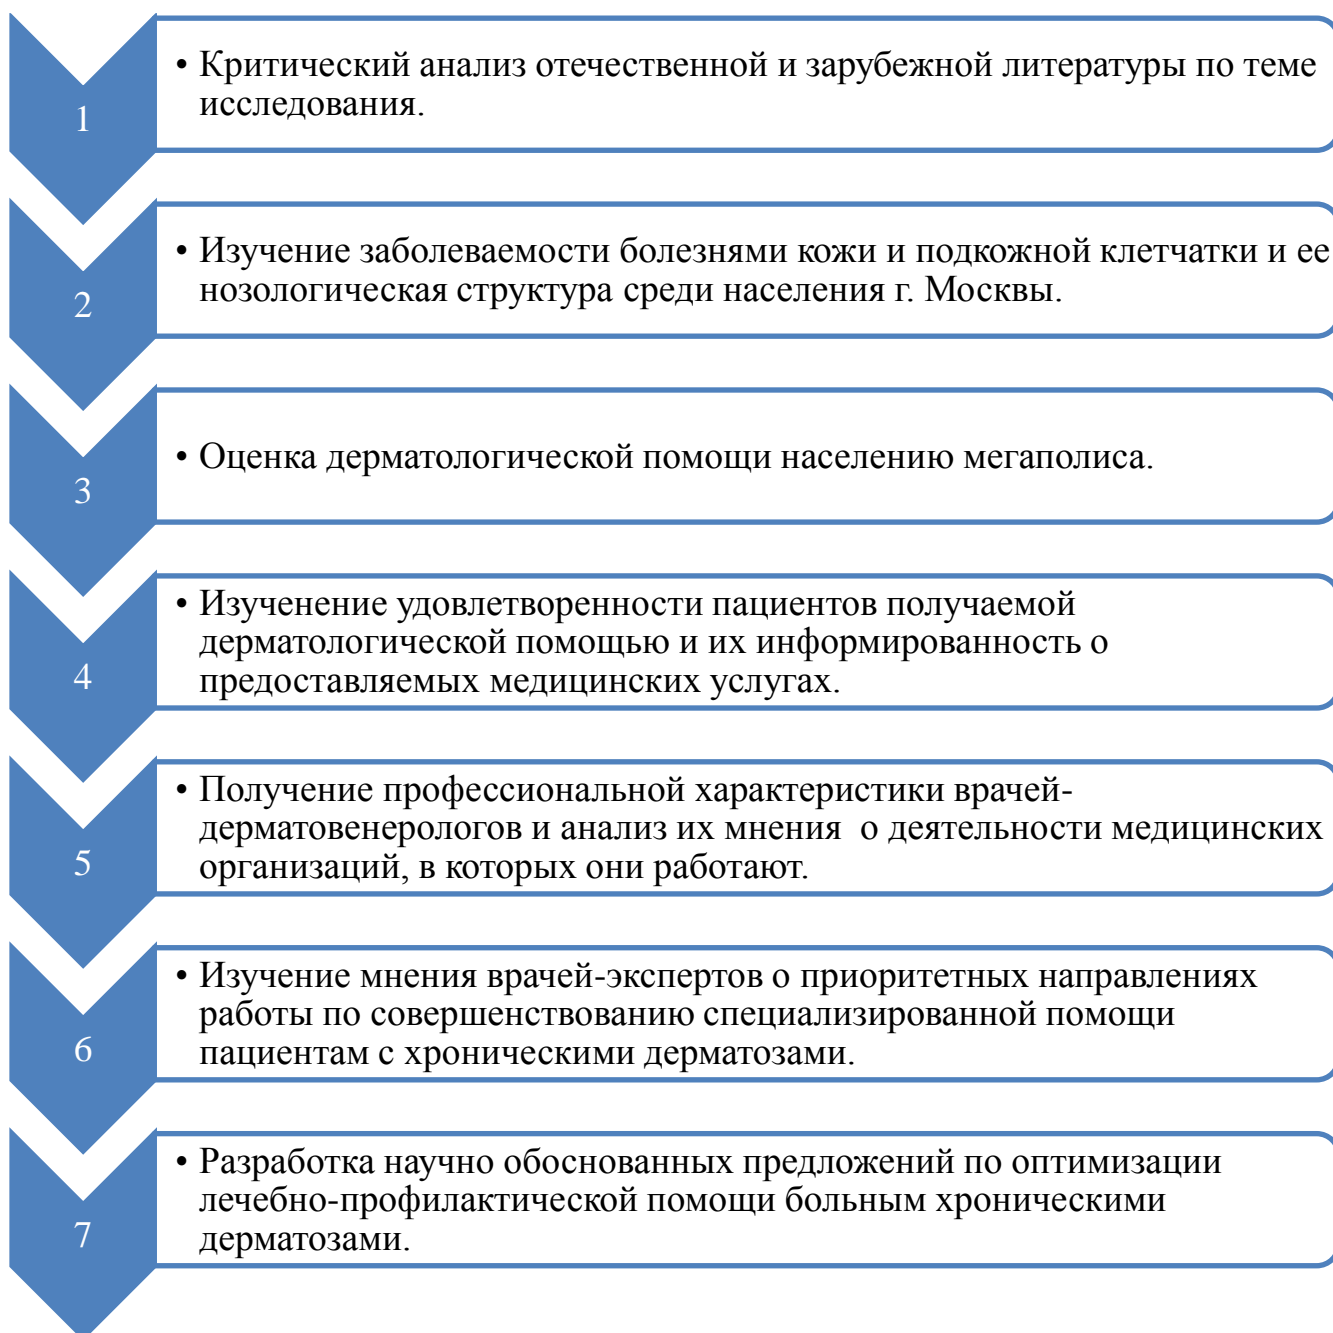 1
• Критический анализ отечественной и зарубежной литературы по теме
исследования.
2
• Изучение заболеваемости болезнями кожи и подкожной клетчатки и ее
нозологическая структура среди населения г. Москвы.
3
• Оценка дерматологической помощи населению мегаполиса.
4
• Изученение удовлетворенности пациентов получаемой
дерматологической помощью и их информированность о
предоставляемых медицинских услугах.
5
• Получение профессиональной характеристики врачей-
дерматовенерологов и анализ их мнения  о деятельности медицинских
организаций, в которых они работают.
6
• Изучение мнения врачей-экспертов о приоритетных направлениях
работы по совершенствованию специализированной помощи
пациентам с хроническими дерматозами.
7
• Разработка научно обоснованных предложений по оптимизации
лечебно-профилактической помощи больным хроническими
дерматозами.